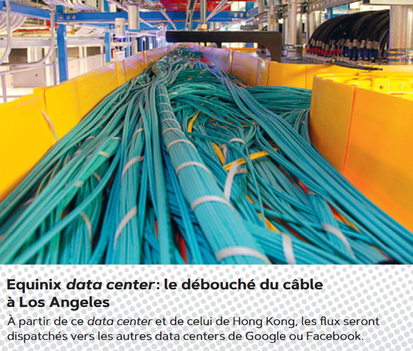 Equinix data center : le débouché du câble
à Los Angeles
À partir de ce data center et de celui de Hong Kong, les flux seront
dispatchés vers les autres data centers de Google ou Facebook.